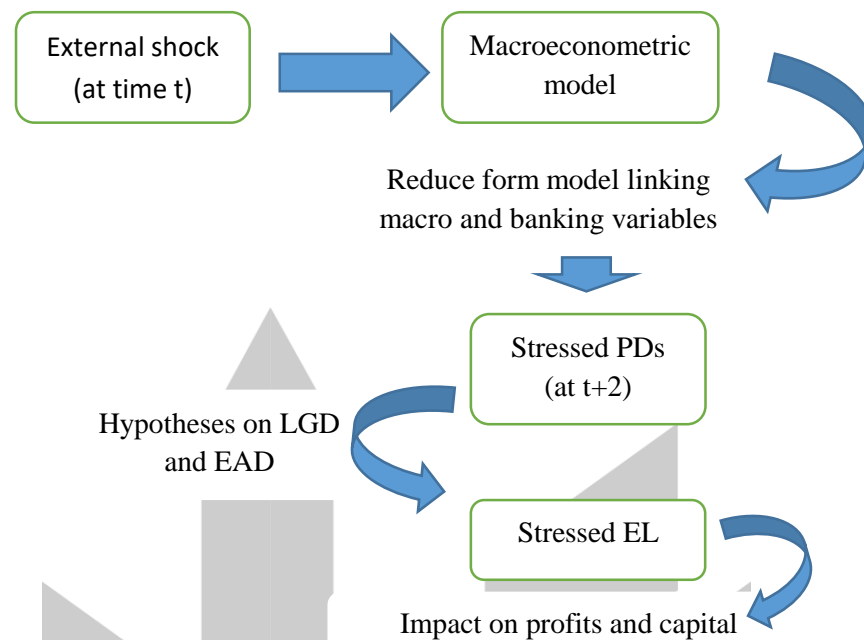 External shock
(at time t)
Macroeconometric
model
Reduce form model linking
macro and banking variables
Stressed PDs
(at t+2)
Hypotheses on LGD
and EAD
Stressed EL
Impact on profits and capital